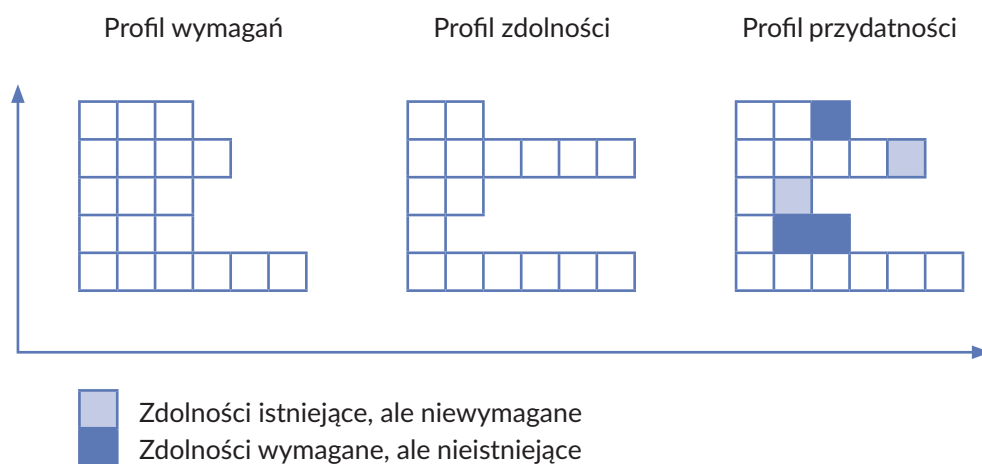 Profil wymagań
Profil zdolności
Profil przydatności
Zdolności istniejące, ale niewymagane
Zdolności wymagane, ale nieistniejące